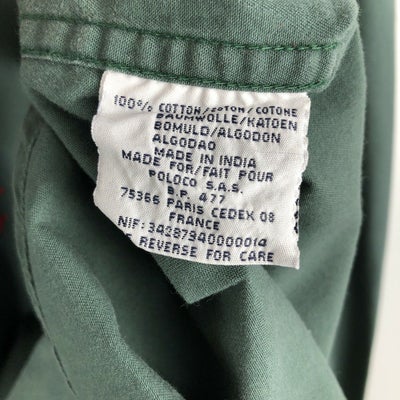 100% COTTON/COTON/COTONE
BAUMWOLLE/KATOEN
BOMULD/ALGODON
ALGODAO
MADE IN INDIA
MADE FOR/FAIT POUR
POLOCO S.A.S.
B.P. 477
75366 PARIS CEDEX 08
FRANCE
NIF:34287940000014
REVERSE FOR CARE